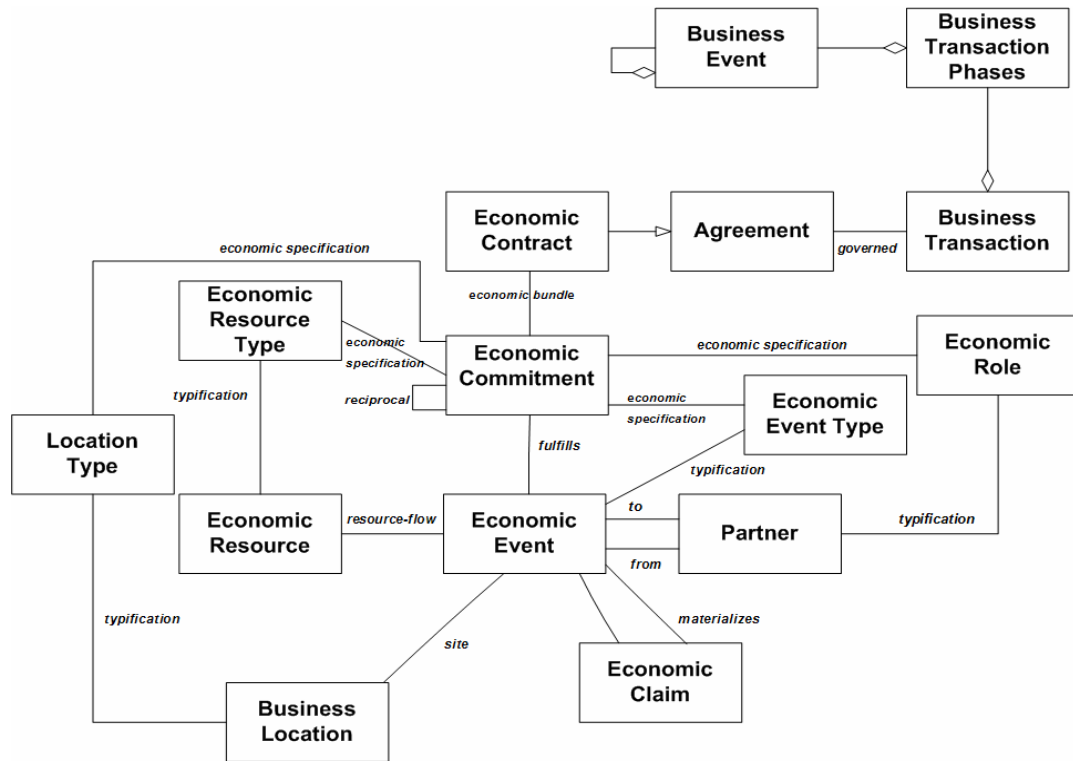 Business
Event
Business
Transaction
Phases
Economic
Contract
Agreement
governed
Business
Transaction
economic specification
economic bundle
Economic
Resource
Type
economic
specification
Economic
Commitment
reciprocal
economic specification
Economic
Role
typification
economic
specification
Economic
Event Type
Location
Type
fulfills
typification
Economic
Resource
resource-flow
Economic
Event
to
from
Partner
typification
typification
site
materializes
Economic
Claim
Business
Location